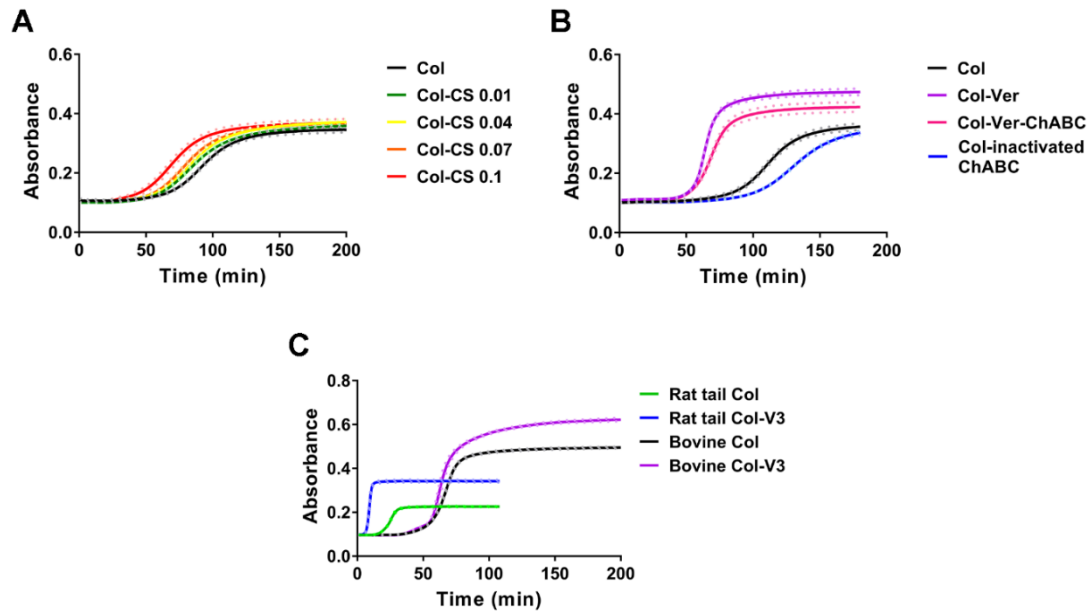 A
Absorbance
0.6
0.4
0.2
0.0
0
50
100
150
200
Time (min)
Col
Col-CS 0.01
Col-CS 0.04
Col-CS 0.07
Col-CS 0.1
B
Absorbance
0.6
0.4
0.2
0.0
0
50
100
150
200
Time (min)
Col
Col-Ver
Col-Ver-ChABC
Col-inactivated
ChABC
C
Absorbance
0.8
0.6
0.4
0.2
0.0
0
50
100
150
200
Time (min)
Rat tail Col
Rat tail Col-V3
Bovine Col
Bovine Col-V3